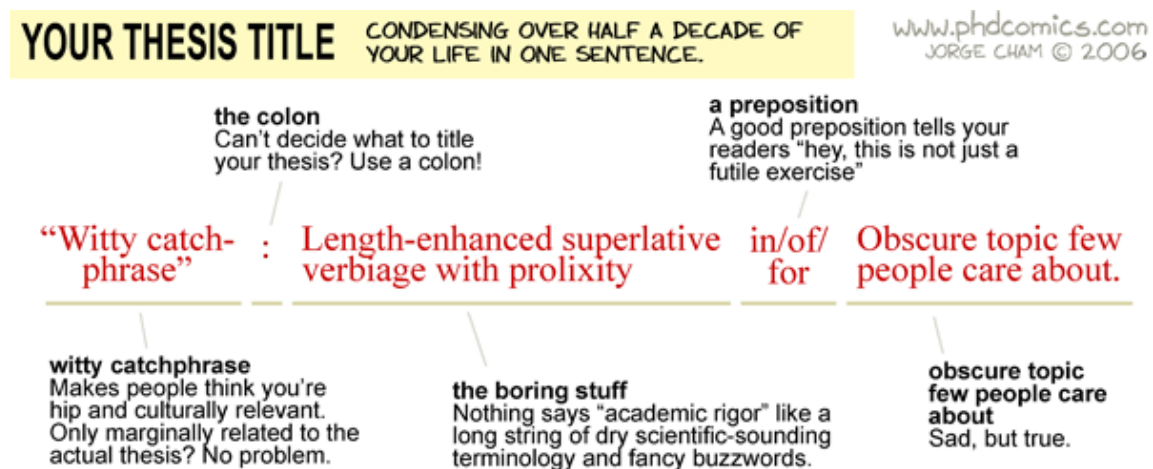 YOUR THESIS TITLE
CONDENSING OVER HALF A DECADE OF
YOUR LIFE IN ONE SENTENCE.
www.phdcomics.com
JORGE CHAM © 2006
the colon
Can't decide what to title
your thesis? Use a colon!
a preposition
A good preposition tells your
readers “hey, this is not just a
futile exercise”
“Witty catch-
phrase”
:
Length-enhanced superlative
verbiage with prolixity
in/of/
for
Obscure topic few
people care about.
witty catchphrase
Makes people think you're
hip and culturally relevant.
Only marginally related to the
actual thesis? No problem.
the boring stuff
Nothing says “academic rigor” like a
long string of dry scientific-sounding
terminology and fancy buzzwords.
obscure topic
few people care
about
Sad, but true.